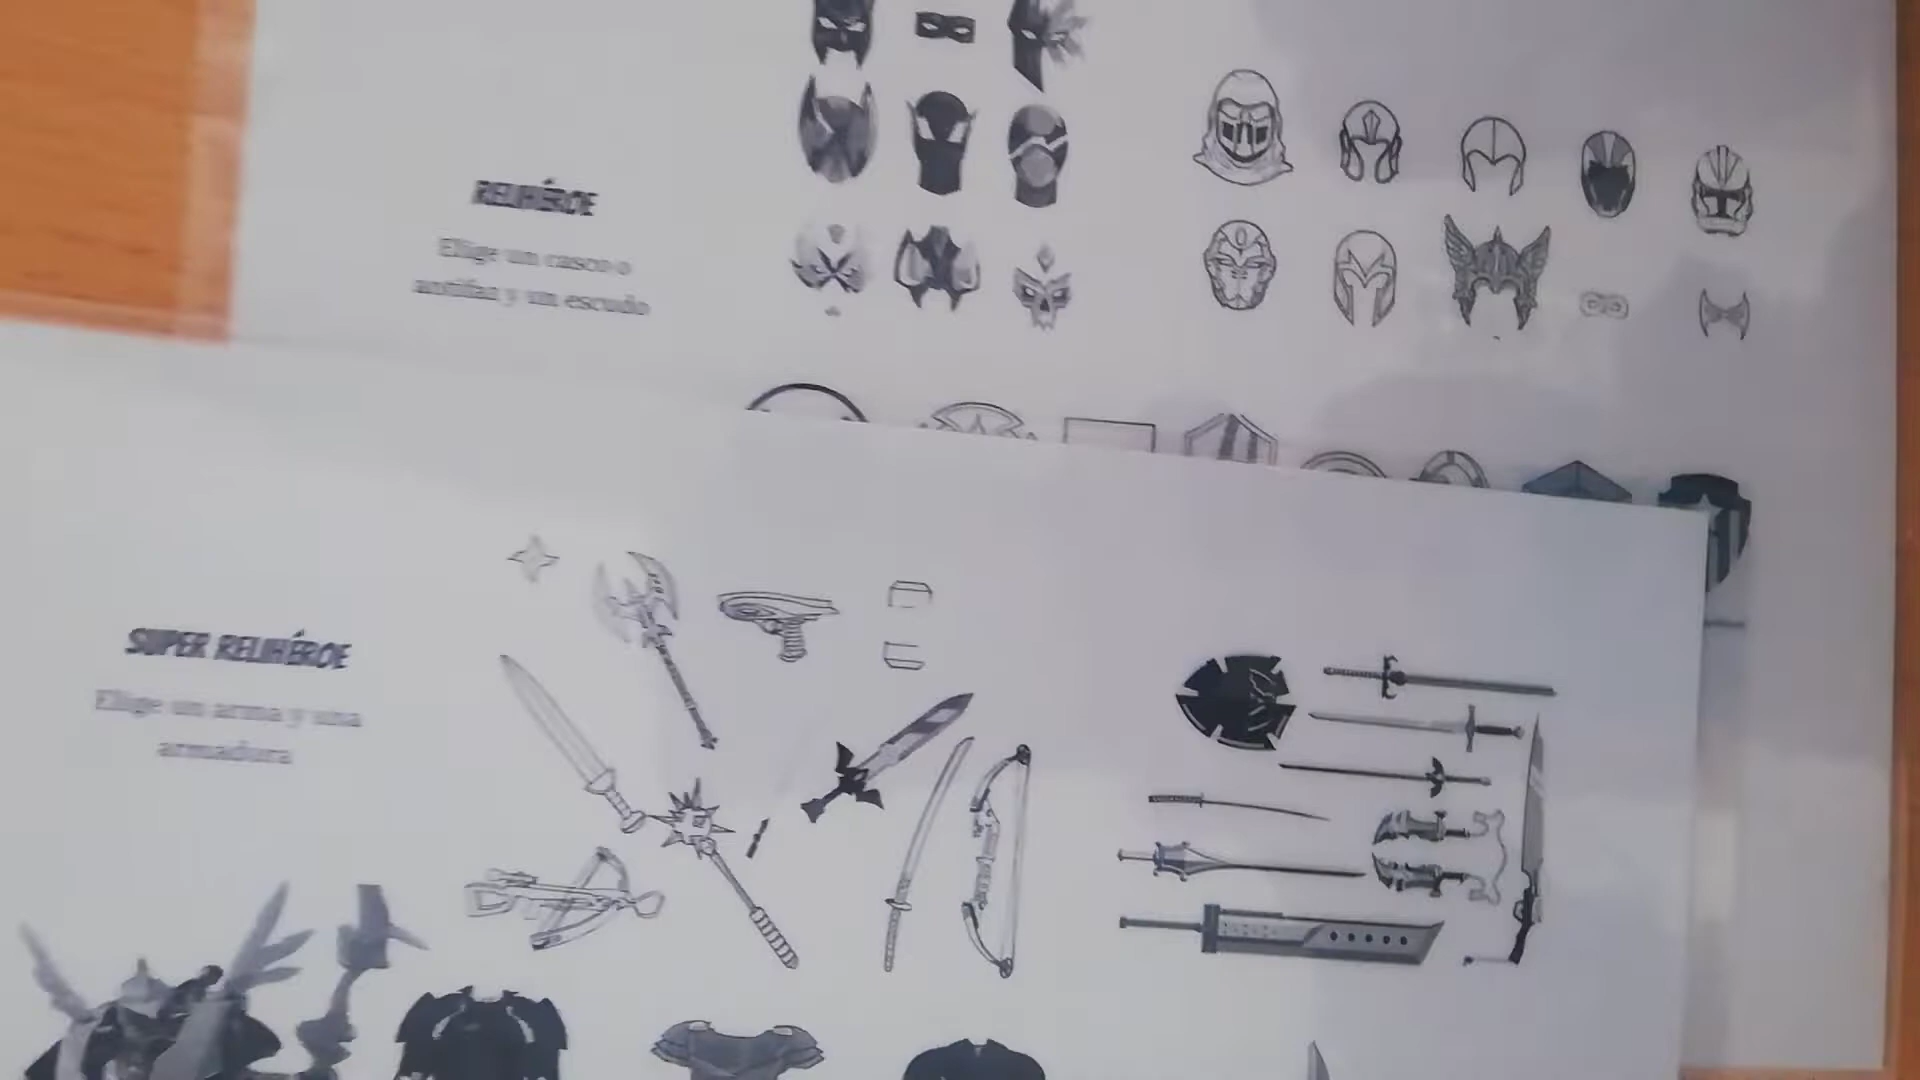 RELIHÉROE
Elige un casco o
antifaz y un escudo
SUPER RELIHÉROE
Elige un arma y una
armadura